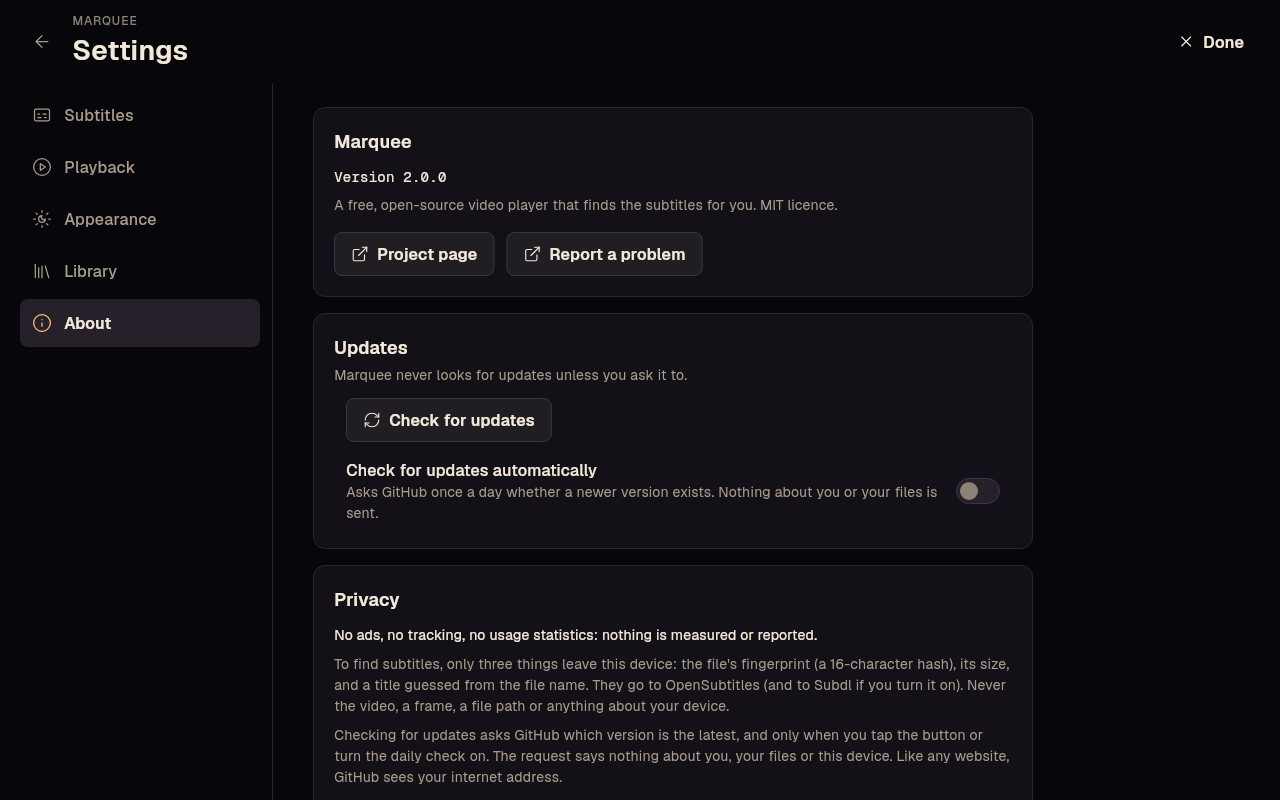 MARQUEE
Settings
Done
Subtitles
Playback
Appearance
Library
About
Marquee
Version 2.0.0
A free, open-source video player that finds the subtitles for you. MIT licence.
Project page
Report a problem
Updates
Marquee never looks for updates unless you ask it to.
Check for updates
Check for updates automatically
Asks GitHub once a day whether a newer version exists. Nothing about you or your files is
sent.
Privacy
No ads, no tracking, no usage statistics: nothing is measured or reported.
To find subtitles, only three things leave this device: the file's fingerprint (a 16-character hash), its size,
and a title guessed from the file name. They go to OpenSubtitles (and to Subdl if you turn it on). Never
the video, a frame, a file path or anything about your device.
Checking for updates asks GitHub which version is the latest, and only when you tap the button or
turn the daily check on. The request says nothing about you, your files or this device. Like any website,
GitHub sees your internet address.